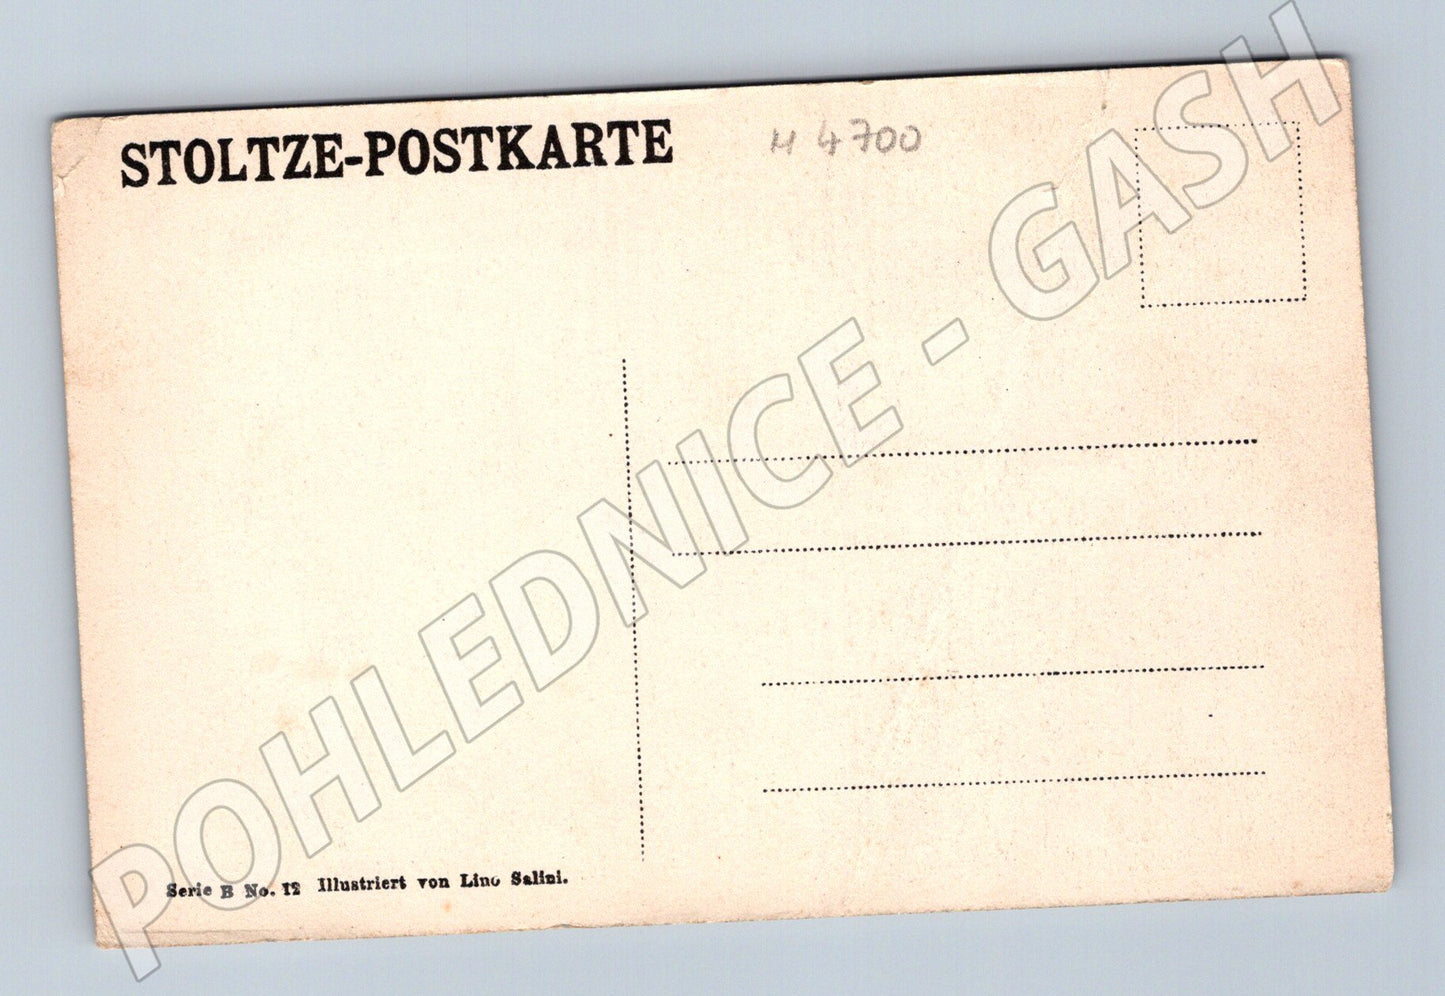 STOLTZE-POSTKARTE
H 4700
POHLEDNICE - GASH
Serie B No. 12 Illustriert von Lino Salini.